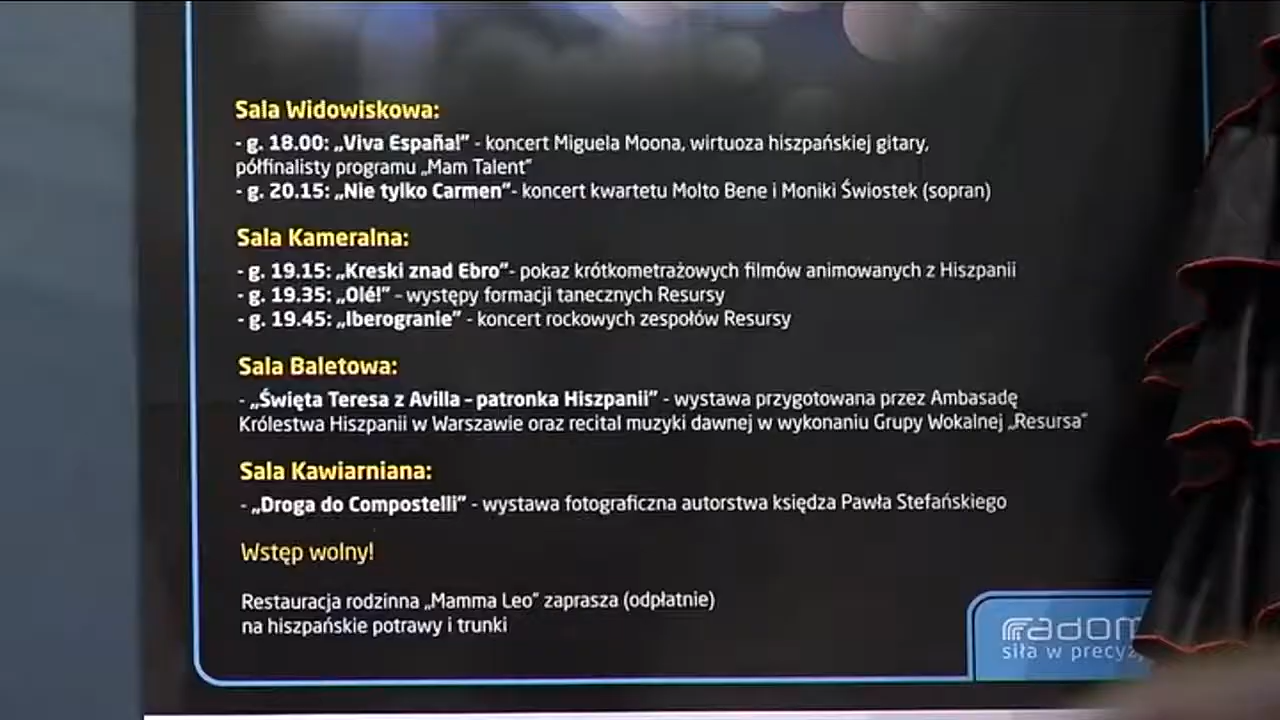 Sala Widowiskowa:
- g. 18.00: „Viva España!” - koncert Miguela Moona, wirtuoza hiszpańskiej gitary,
półfinalisty programu „Mam Talent”
- g. 20.15: „Nie tylko Carmen”- koncert kwartetu Molto Bene i Moniki Świostek (sopran)
Sala Kameralna:
- g. 19.15: „Kreski znad Ebro”- pokaz krótkometrażowych filmów animowanych z Hiszpanii
- g. 19.35: „Olé!” - występy formacji tanecznych Resursy
- g. 19.45: „Iberogranie” - koncert rockowych zespołów Resursy
Sala Baletowa:
- „Święta Teresa z Avilla – patronka Hiszpanii” - wystawa przygotowana przez Ambasadę
Królestwa Hiszpanii w Warszawie oraz recital muzyki dawnej w wykonaniu Grupy Wokalnej „Resursa”
Sala Kawiarniana:
- „Droga do Compostelli” - wystawa fotograficzna autorstwa księdza Pawła Stefańskiego
Wstęp wolny!
Restauracja rodzinna „Mamma Leo” zaprasza (odpłatnie)
na hiszpańskie potrawy i trunki
radom
siła w